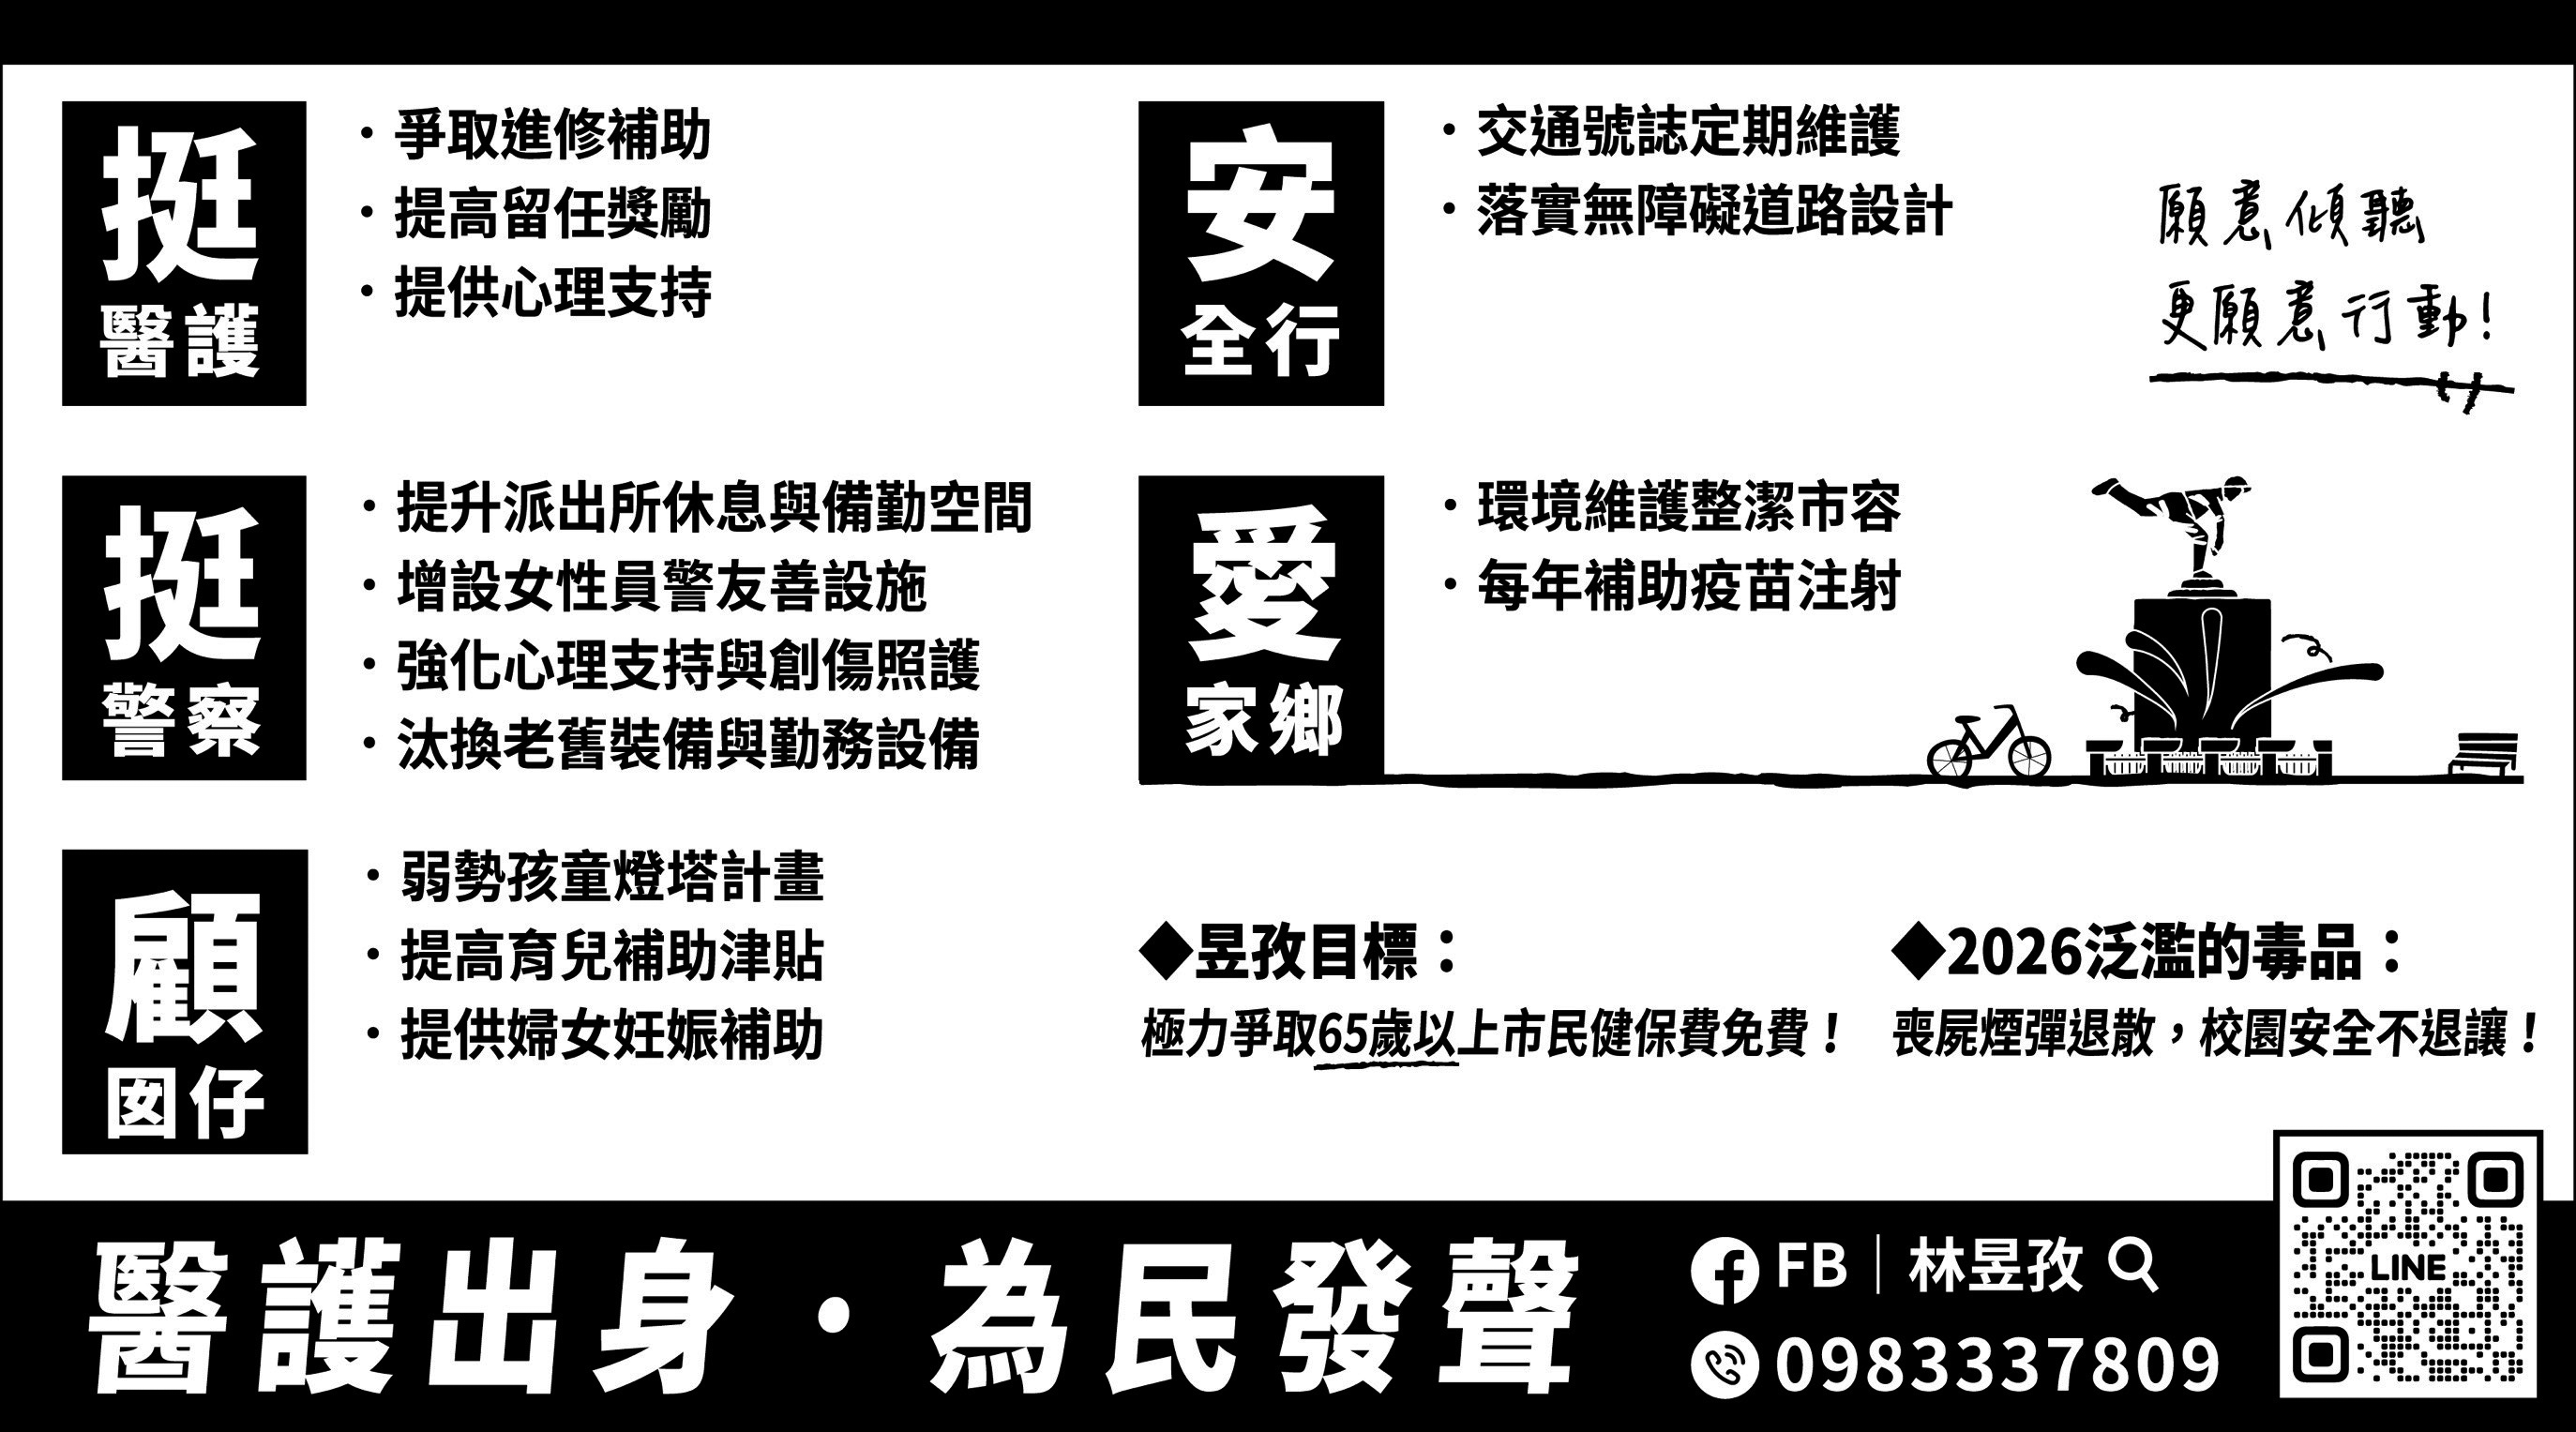 挺
醫護
・爭取進修補助
・提高留任獎勵
・提供心理支持
挺
警察
・提升派出所休息與備勤空間
・增設女性員警友善設施
・強化心理支持與創傷照護
・汰換老舊裝備與勤務設備
顧
囡仔
・弱勢孩童燈塔計畫
・提高育兒補助津貼
・提供婦女妊娠補助
安
全行
・交通號誌定期維護
・落實無障礙道路設計
願意傾聽
更願意行動!
愛
家鄉
・環境維護整潔市容
・每年補助疫苗注射
◆昱孜目標：
極力爭取65歲以上市民健保費免費！
◆2026泛濫的毒品：
喪屍煙彈退散，校園安全不退讓！
醫護出身・為民發聲
FB｜林昱孜
0983337809
LINE